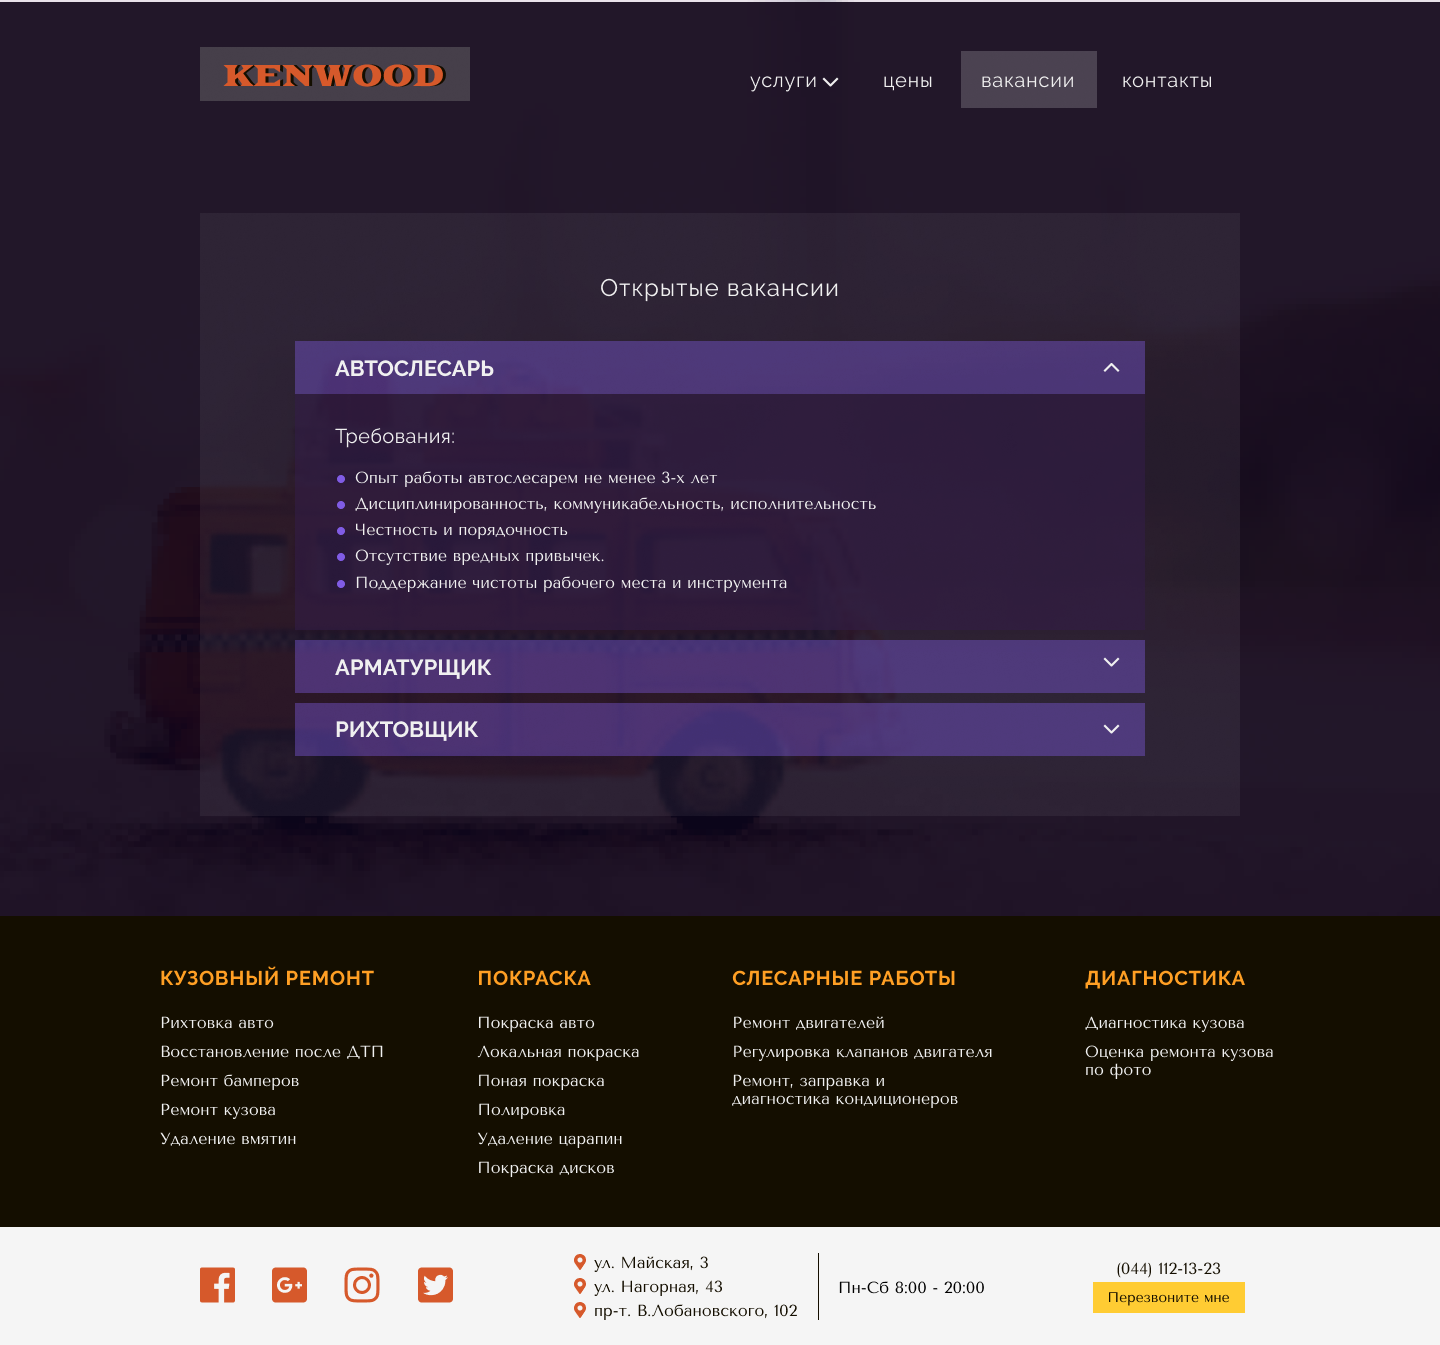 KENWOOD
услуги
цены
вакансии
контакты
Открытые вакансии
АВТОСЛЕСАРЬ
Требования:
Опыт работы автослесарем не менее 3-х лет
Дисциплинированность, коммуникабельность, исполнительность
Честность и порядочность
Отсутствие вредных привычек.
Поддержание чистоты рабочего места и инструмента
АРМАТУРЩИК
РИХТОВЩИК
КУЗОВНЫЙ РЕМОНТ
Рихтовка авто
Восстановление после ДТП
Ремонт бамперов
Ремонт кузова
Удаление вмятин
ПОКРАСКА
Покраска авто
Локальная покраска
Поная покраска
Полировка
Удаление царапин
Покраска дисков
СЛЕСАРНЫЕ РАБОТЫ
Ремонт двигателей
Регулировка клапанов двигателя
Ремонт, заправка и
диагностика кондиционеров
ДИАГНОСТИКА
Диагностика кузова
Оценка ремонта кузова
по фото
ул. Майская, 3
ул. Нагорная, 43
пр-т. В.Лобановского, 102
Пн-Сб 8:00 - 20:00
(044) 112-13-23
Перезвоните мне